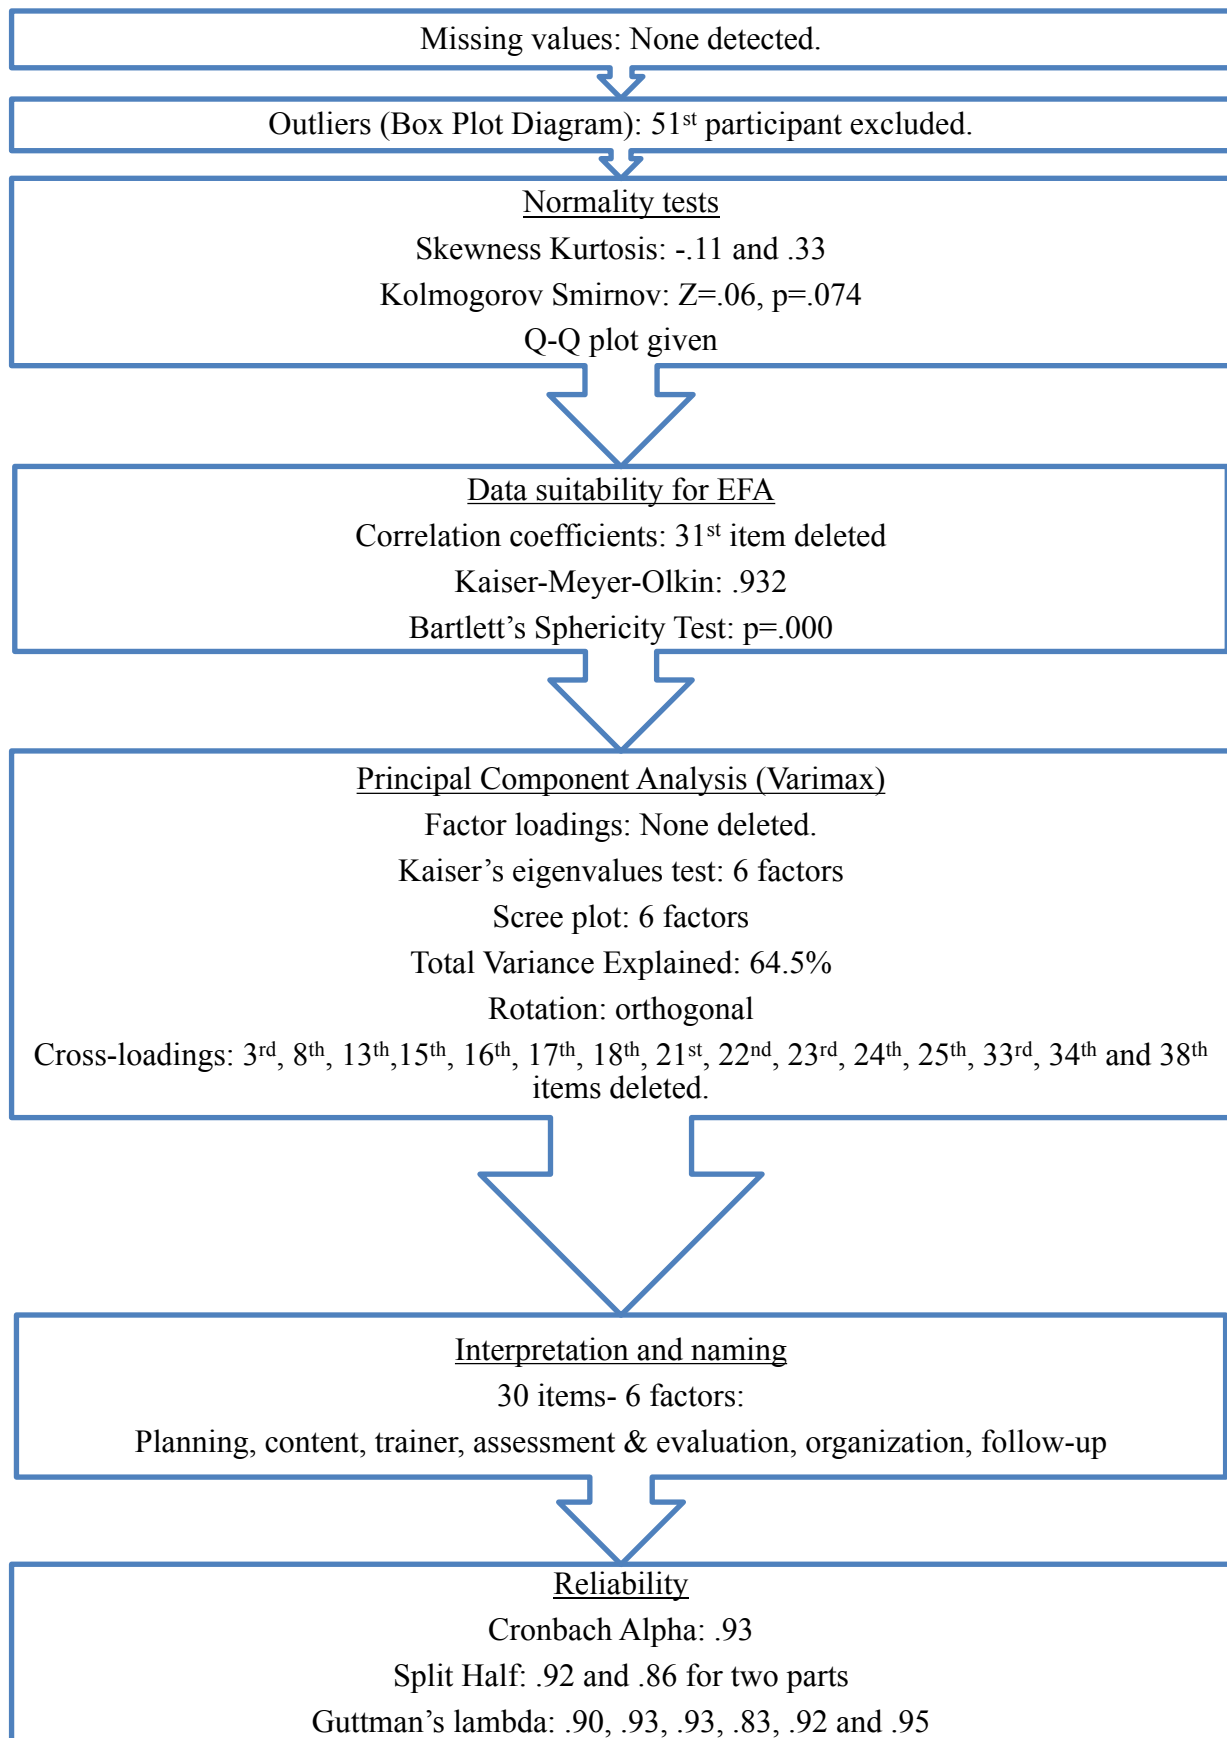 Missing values: None detected.
Outliers (Box Plot Diagram): 51st participant excluded.
Normality tests
Skewness Kurtosis: -.11 and .33
Kolmogorov Smirnov: Z=.06, p=.074
Q-Q plot given
Data suitability for EFA
Correlation coefficients: 31st item deleted
Kaiser-Meyer-Olkin: .932
Bartlett’s Sphericity Test: p=.000
Principal Component Analysis (Varimax)
Factor loadings: None deleted.
Kaiser’s eigenvalues test: 6 factors
Scree plot: 6 factors
Total Variance Explained: 64.5%
Rotation: orthogonal
Cross-loadings: 3rd, 8th, 13th,15th, 16th, 17th, 18th, 21st, 22nd, 23rd, 24th, 25th, 33rd, 34th and 38th
items deleted.
Interpretation and naming
30 items- 6 factors:
Planning, content, trainer, assessment & evaluation, organization, follow-up
Reliability
Cronbach Alpha: .93
Split Half: .92 and .86 for two parts
Guttman’s lambda: .90, .93, .93, .83, .92 and .95